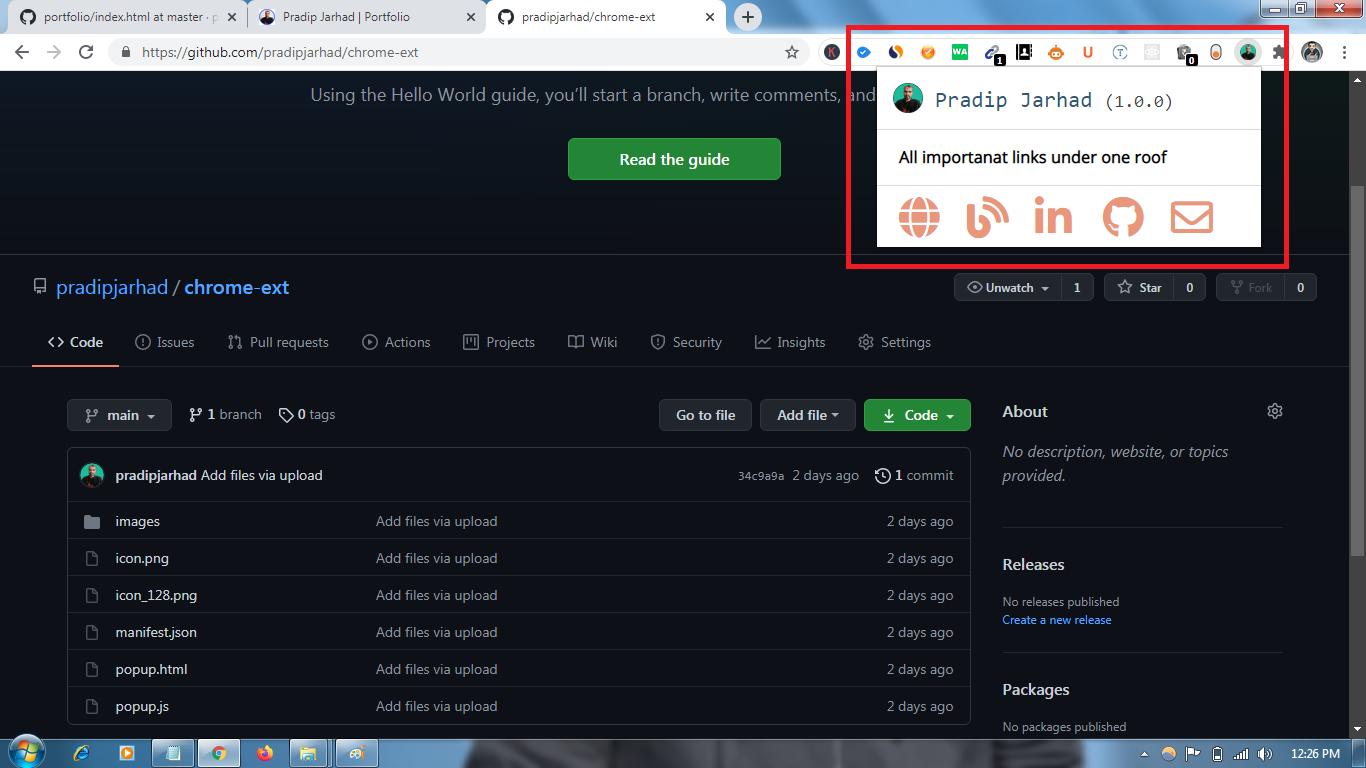 portfolio/index.html at master · p
Pradip Jarhad | Portfolio
pradipjarhad/chrome-ext
https://github.com/pradipjarhad/chrome-ext
K
WA
1
U
T
0
Using the Hello World guide, you’ll start a branch, write comments, and
Read the guide
Pradip Jarhad (1.0.0)
All importanat links under one roof
in
pradipjarhad / chrome-ext
Unwatch 1
Star 0
Fork 0
Code Issues Pull requests Actions Projects Wiki Security Insights Settings
main 1 branch 0 tags Go to file Add file Code
pradipjarhad Add files via upload 34c9a9a 2 days ago 1 commit
images Add files via upload 2 days ago
icon.png Add files via upload 2 days ago
icon_128.png Add files via upload 2 days ago
manifest.json Add files via upload 2 days ago
popup.html Add files via upload 2 days ago
popup.js Add files via upload 2 days ago
About
No description, website, or topics
provided.
Releases
No releases published
Create a new release
Packages
No packages published
12:26 PM